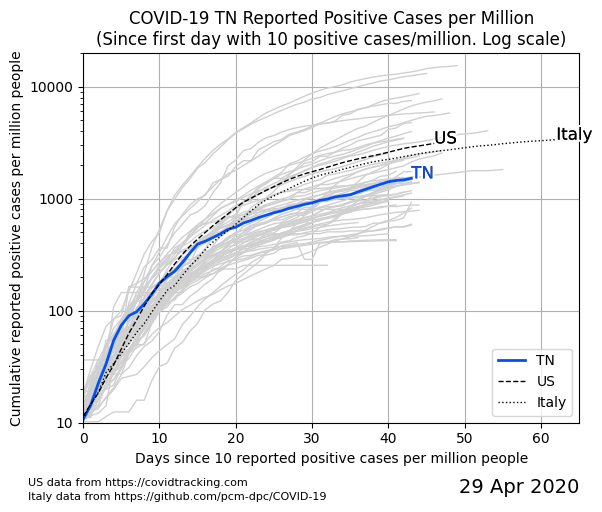 COVID-19 TN Reported Positive Cases per Million
(Since first day with 10 positive cases/million. Log scale)
Cumulative reported positive cases per million people
10000
1000
100
10
US
Italy
TN
TN
US
Italy
0
10
20
30
40
50
60
Days since 10 reported positive cases per million people
US data from https://covidtracking.com
Italy data from https://github.com/pcm-dpc/COVID-19
29 Apr 2020